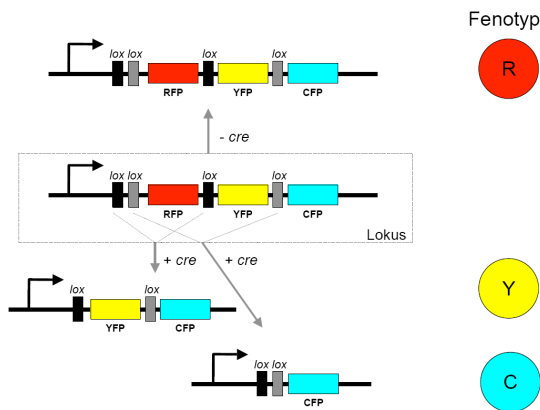 Fenotyp
lox lox lox lox
RFP YFP CFP
R
- cre
lox lox lox lox
RFP YFP CFP
Lokus
+ cre + cre
lox lox
YFP CFP
Y
lox lox
CFP
C